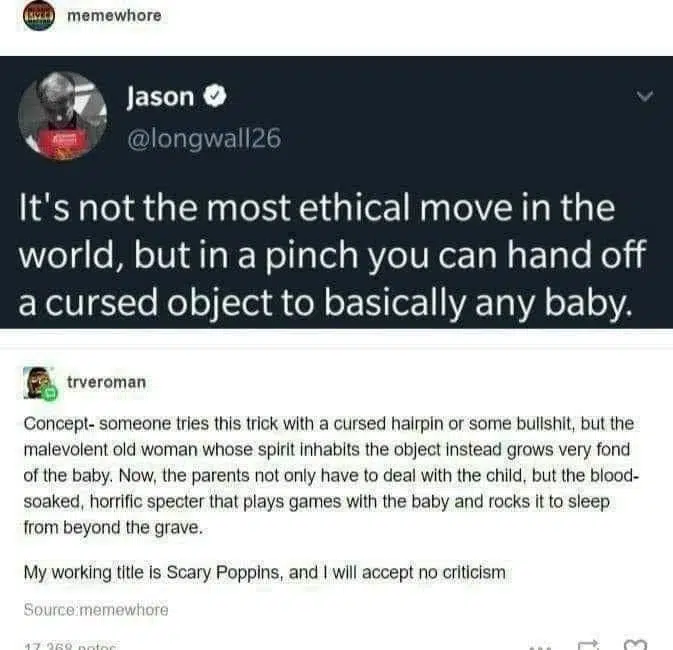 memewhore
Jason
@longwall26
It's not the most ethical move in the
world, but in a pinch you can hand off
a cursed object to basically any baby.
trveroman
Concept- someone tries this trick with a cursed hairpin or some bullshit, but the
malevolent old woman whose spirit inhabits the object instead grows very fond
of the baby. Now, the parents not only have to deal with the child, but the blood-
soaked, horrific specter that plays games with the baby and rocks it to sleep
from beyond the grave.
My working title is Scary Poppins, and I will accept no criticism
Source:memewhore
17,368 notes